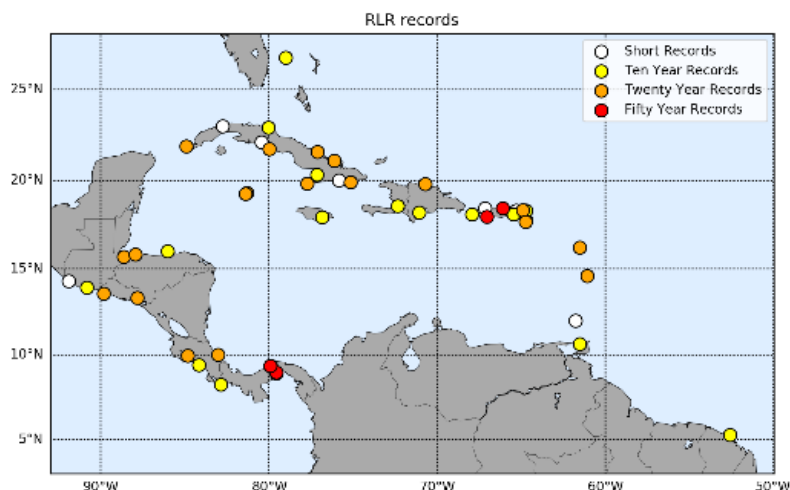 RLR records
Short Records
Ten Year Records
Twenty Year Records
Fifty Year Records
25°N
20°N
15°N
10°N
5°N
90°W
80°W
70°W
60°W
50°W